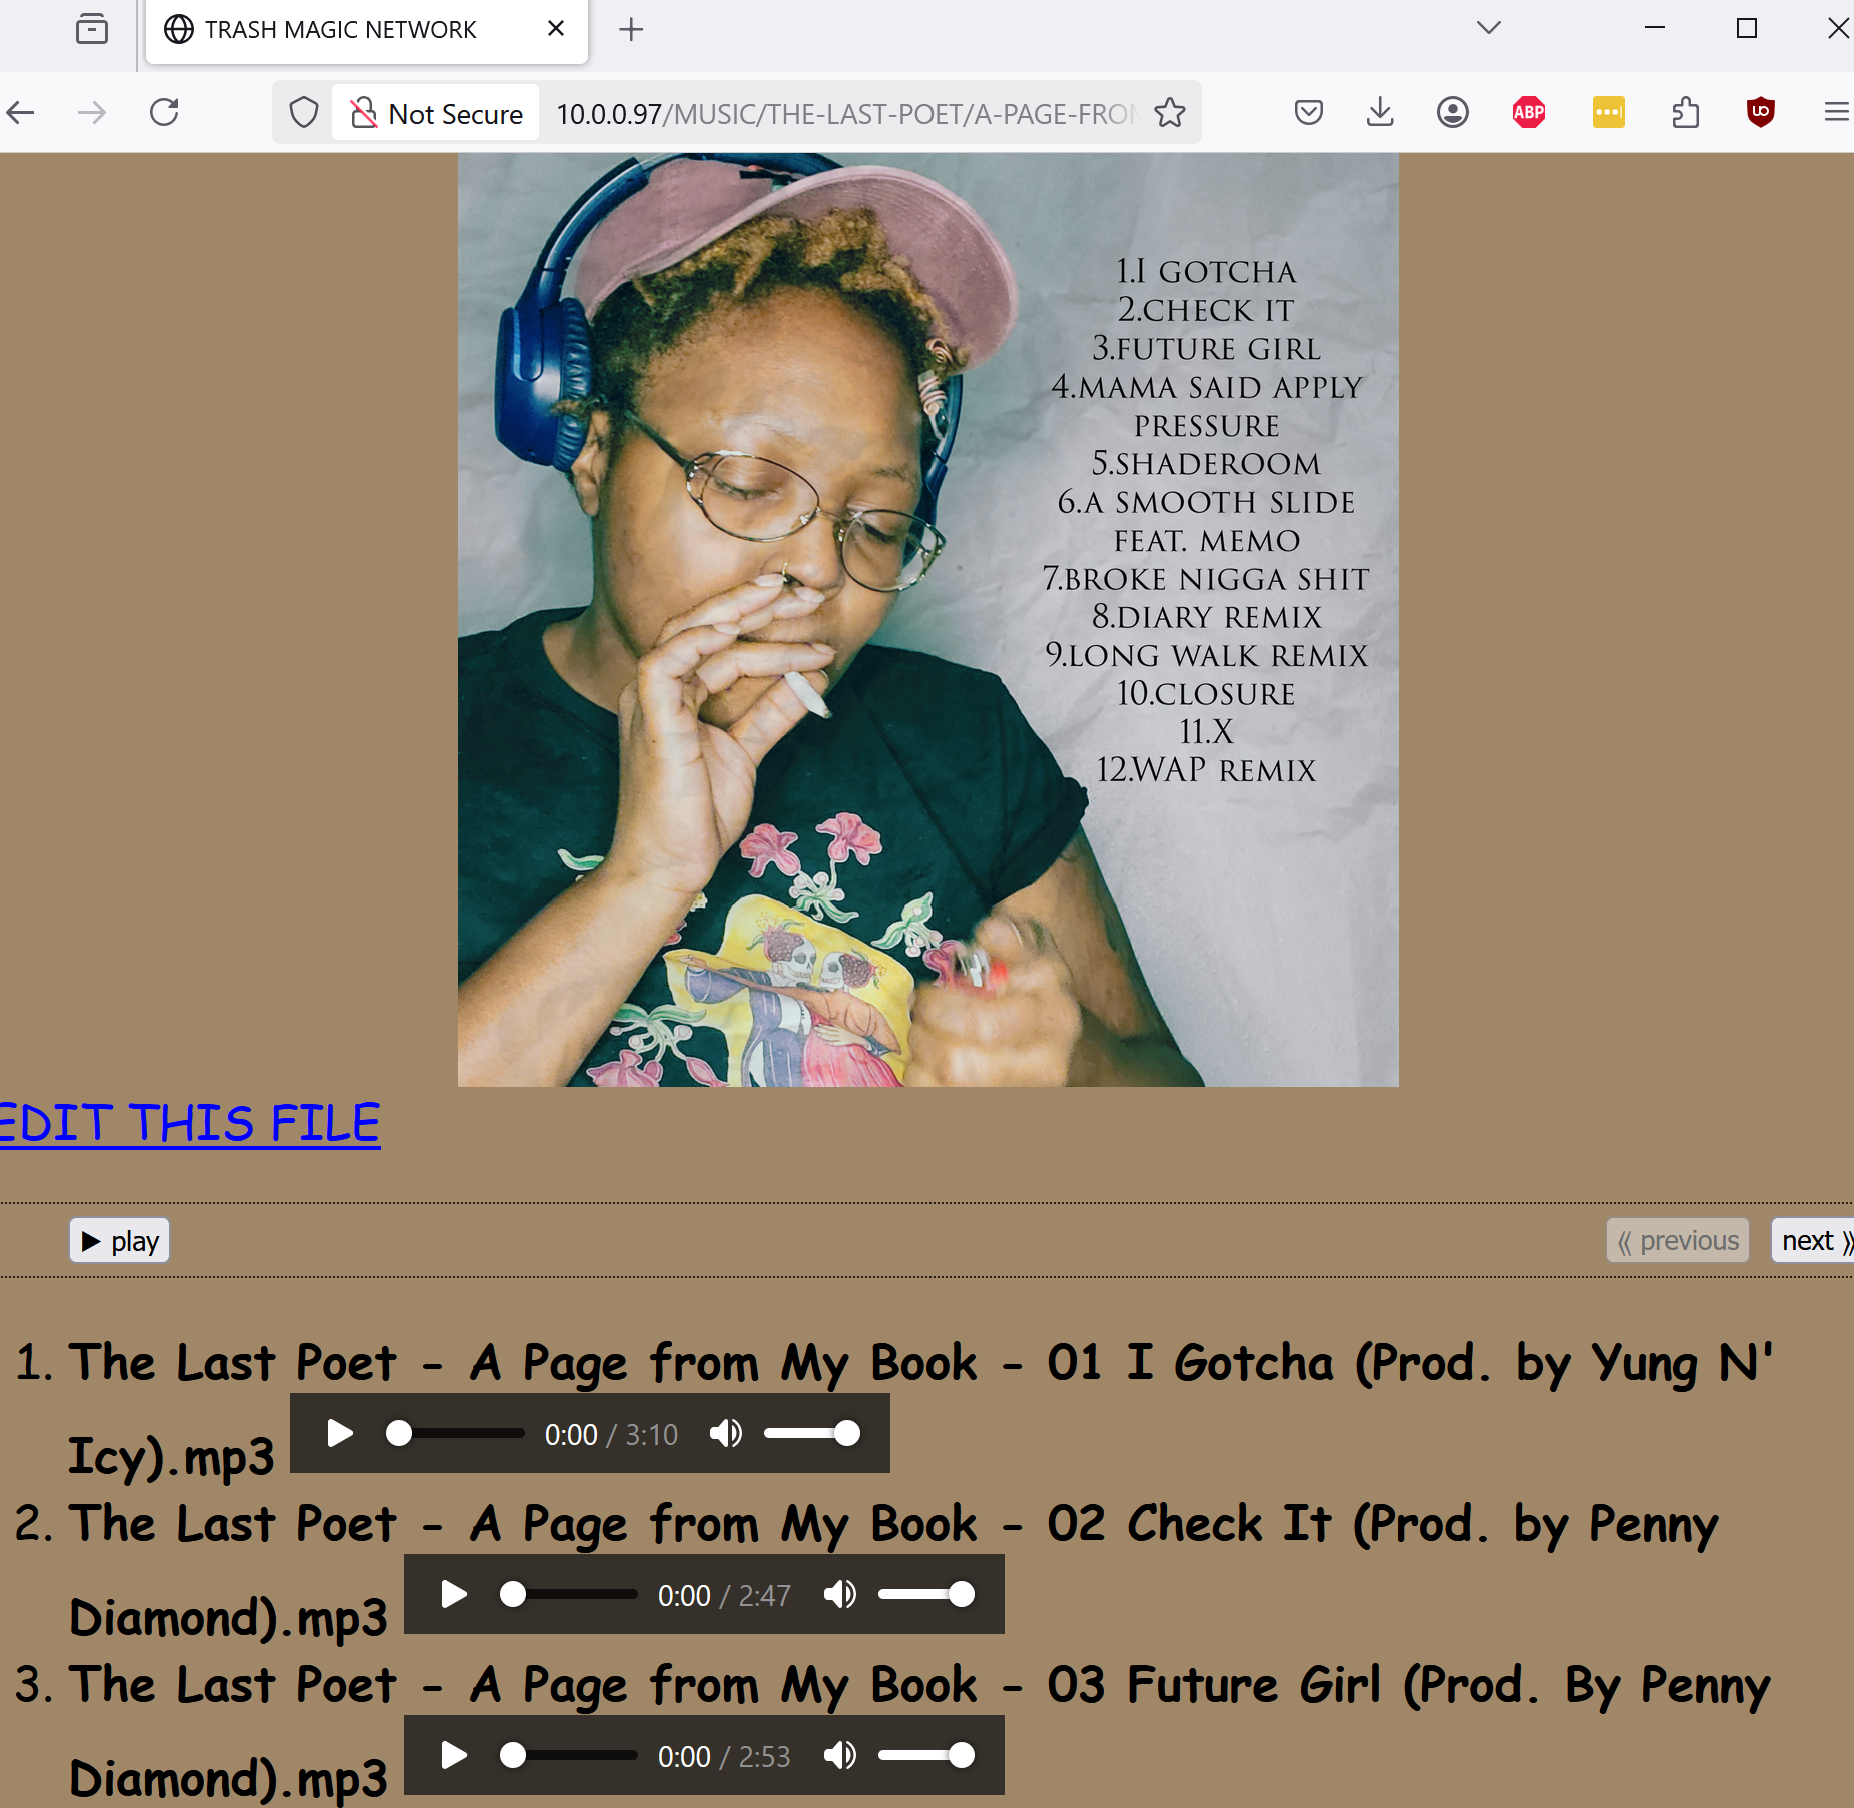 TRASH MAGIC NETWORK
Not Secure
10.0.0.97/MUSIC/THE-LAST-POET/A-PAGE-FROM
ABP
1.I GOTCHA
2.CHECK IT
3.FUTURE GIRL
4.MAMA SAID APPLY
PRESSURE
5.SHADEROOM
6.A SMOOTH SLIDE
FEAT. MEMO
7.BROKE NIGGA SHIT
8.DIARY REMIX
9.LONG WALK REMIX
10.CLOSURE
11.X
12.WAP REMIX
EDIT THIS FILE
▶ play
⟪ previous
next ⟫
1. The Last Poet - A Page from My Book - 01 I Gotcha (Prod. by Yung N'
Icy).mp3 0:00 / 3:10
2. The Last Poet - A Page from My Book - 02 Check It (Prod. by Penny
Diamond).mp3 0:00 / 2:47
3. The Last Poet - A Page from My Book - 03 Future Girl (Prod. By Penny
Diamond).mp3 0:00 / 2:53